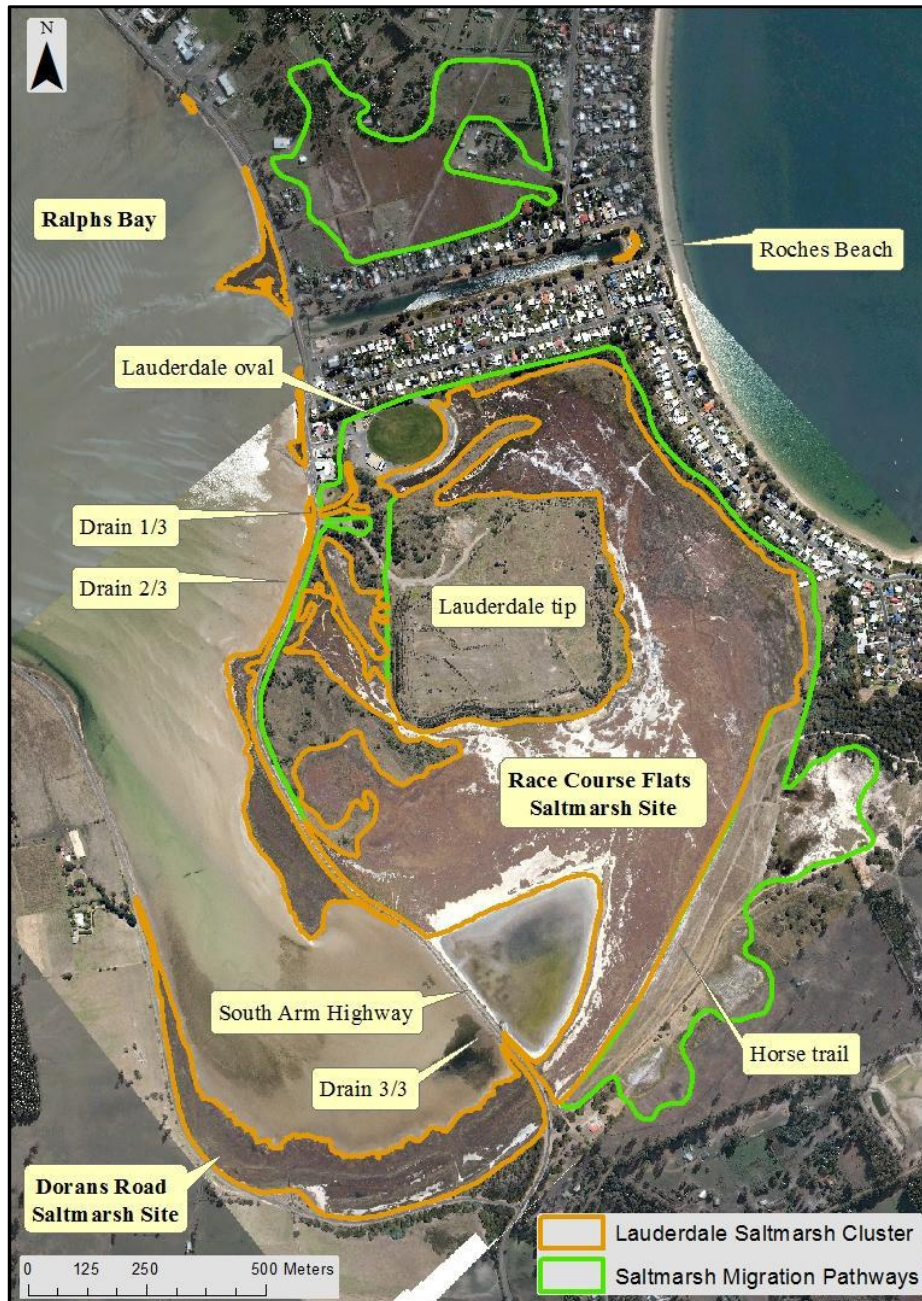 N
Ralphs Bay
Roches Beach
Lauderdale oval
Drain 1/3
Drain 2/3
Lauderdale tip
Race Course Flats
Saltmarsh Site
South Arm Highway
Horse trail
Drain 3/3
Dorans Road
Saltmarsh Site
0 125 250 500 Meters
Lauderdale Saltmarsh Cluster
Saltmarsh Migration Pathways